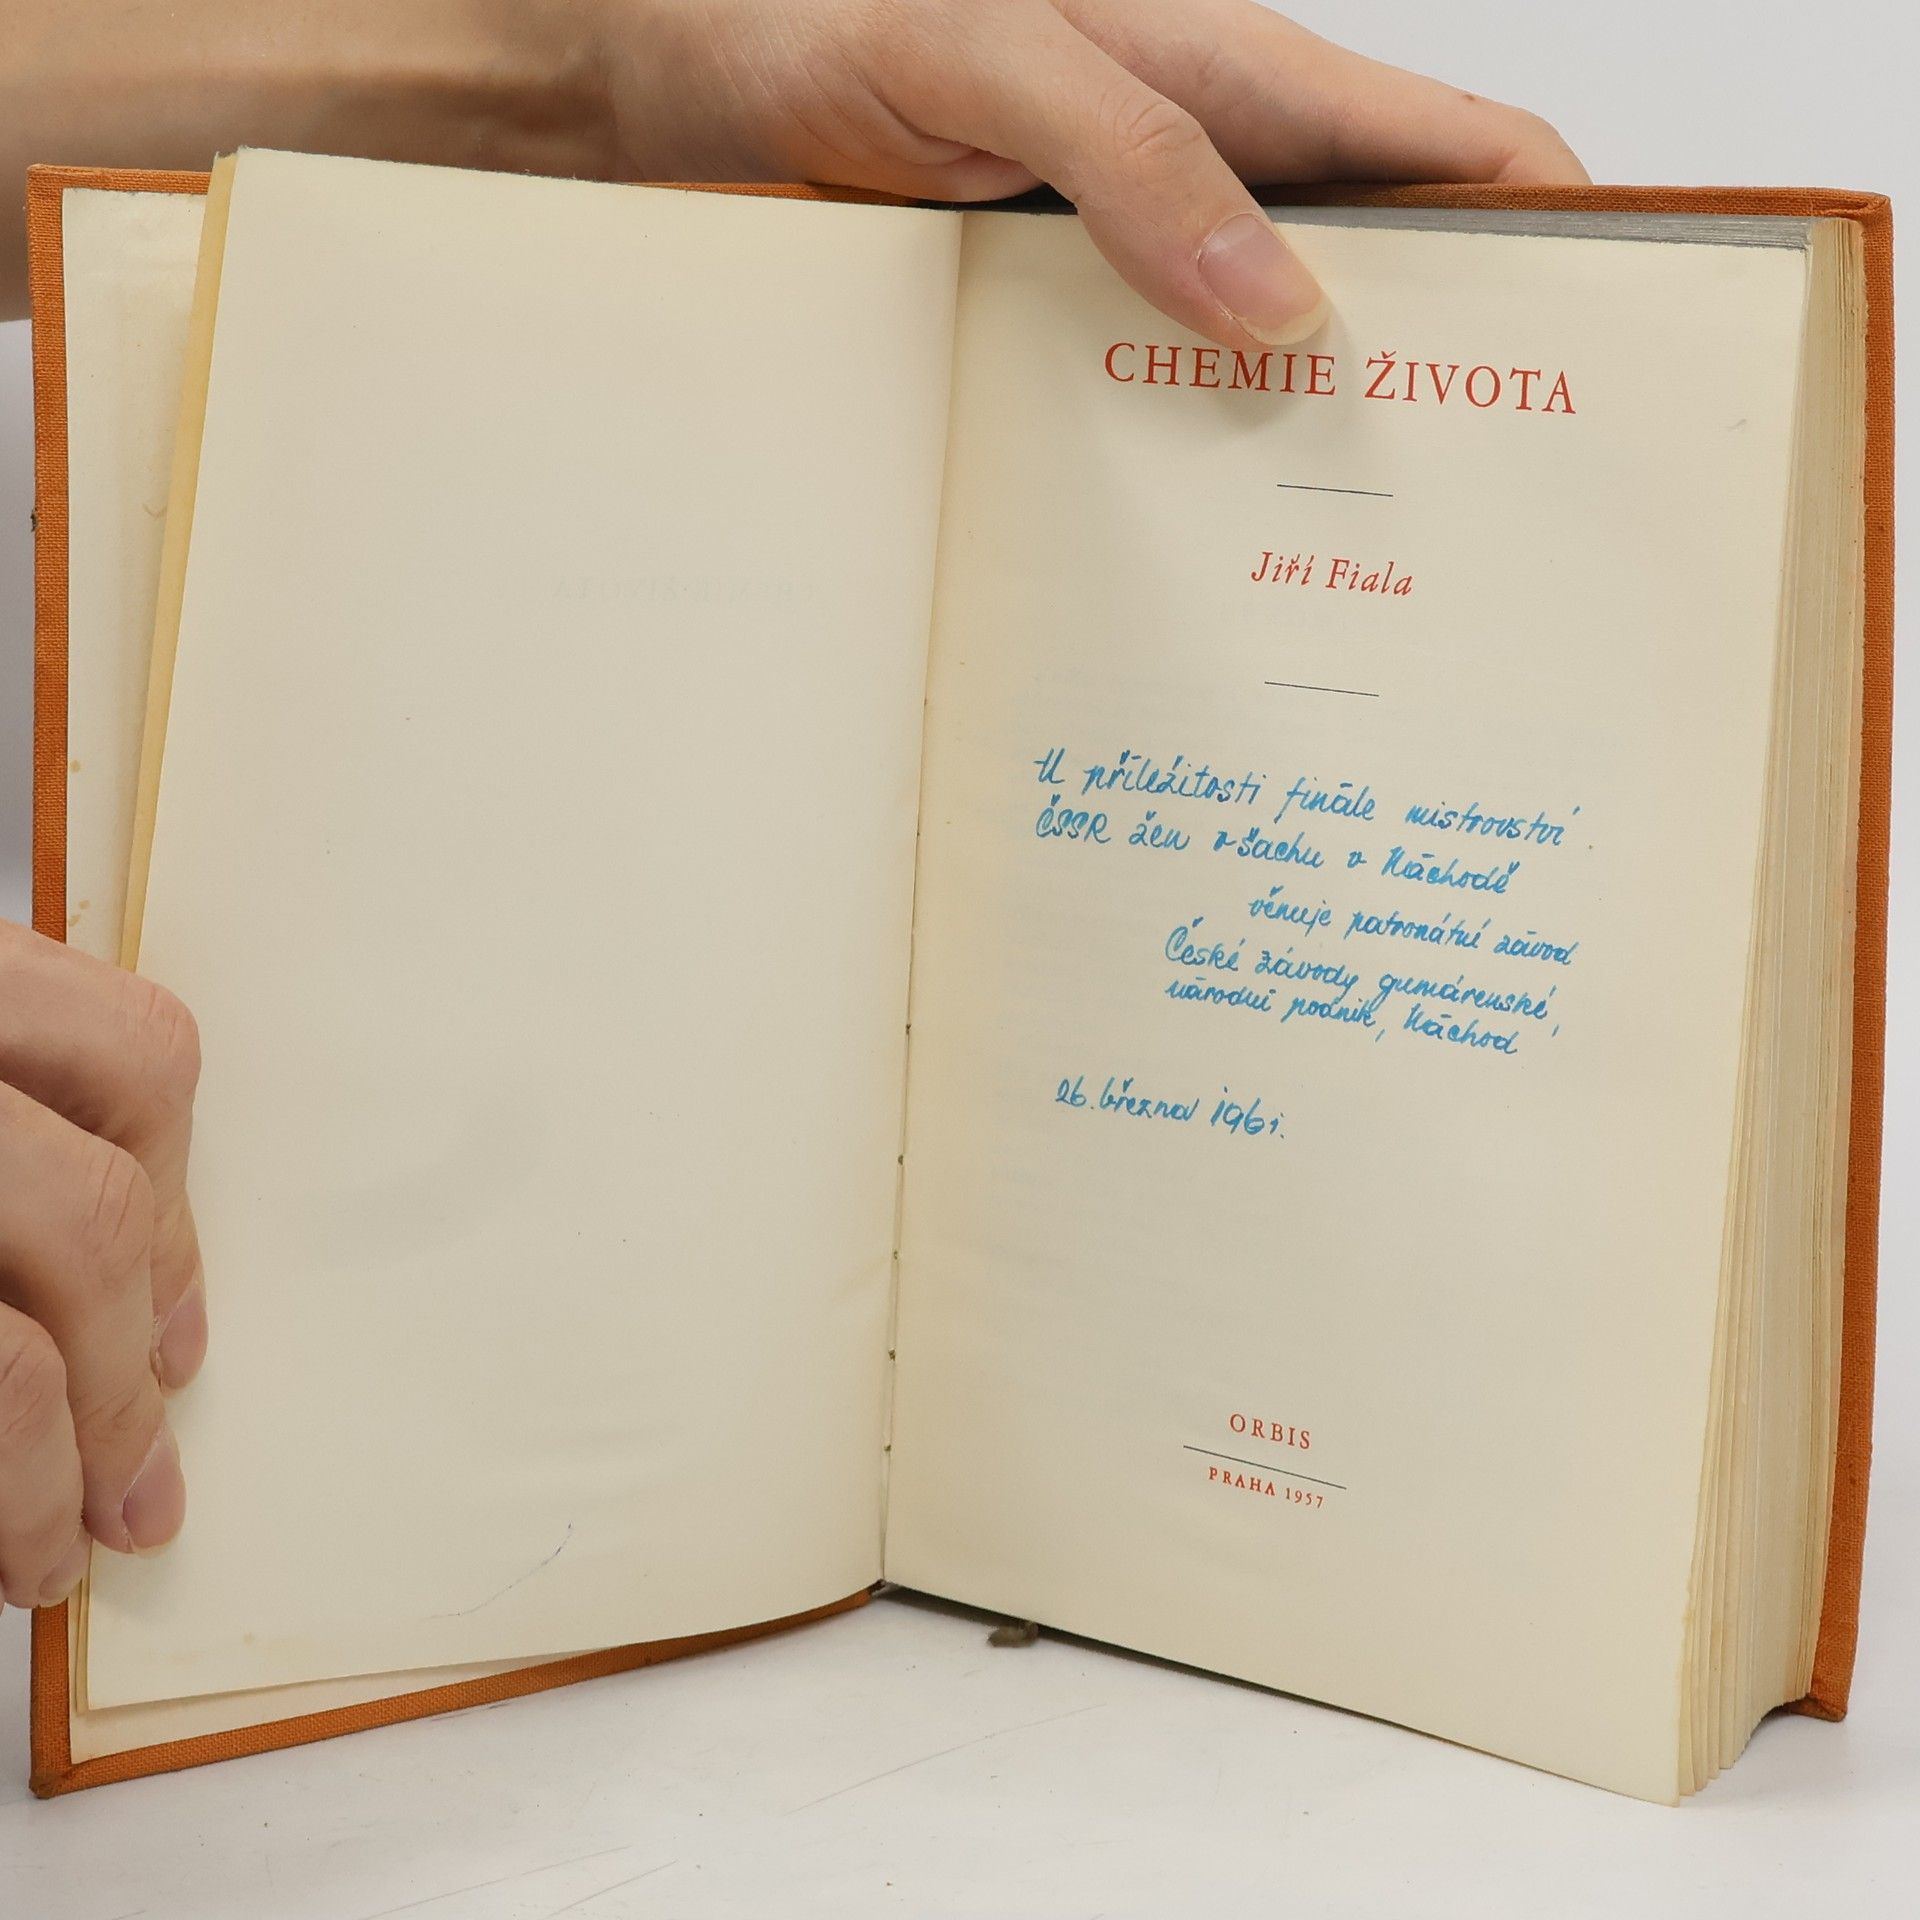 CHEMIE ŽIVOTA
Jiří Fiala
U příležitosti finále mistrovství
ČSSR žen v šachu v Náchodě
věnuje patronátní závod
České závody gumárenské,
národní podnik, Náchod
26. března 1961.
ORBIS
PRAHA 1957